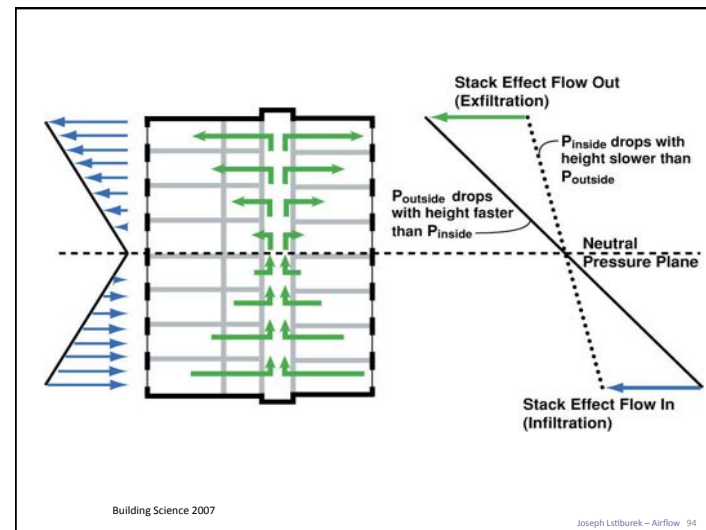 Stack Effect Flow Out
(Exfiltration)
Pinside drops with
height slower than
Poutside
Poutside drops
with height faster
than Pinside
Neutral
Pressure Plane
Stack Effect Flow In
(Infiltration)
Building Science 2007
Joseph Lstiburek – Airflow 94